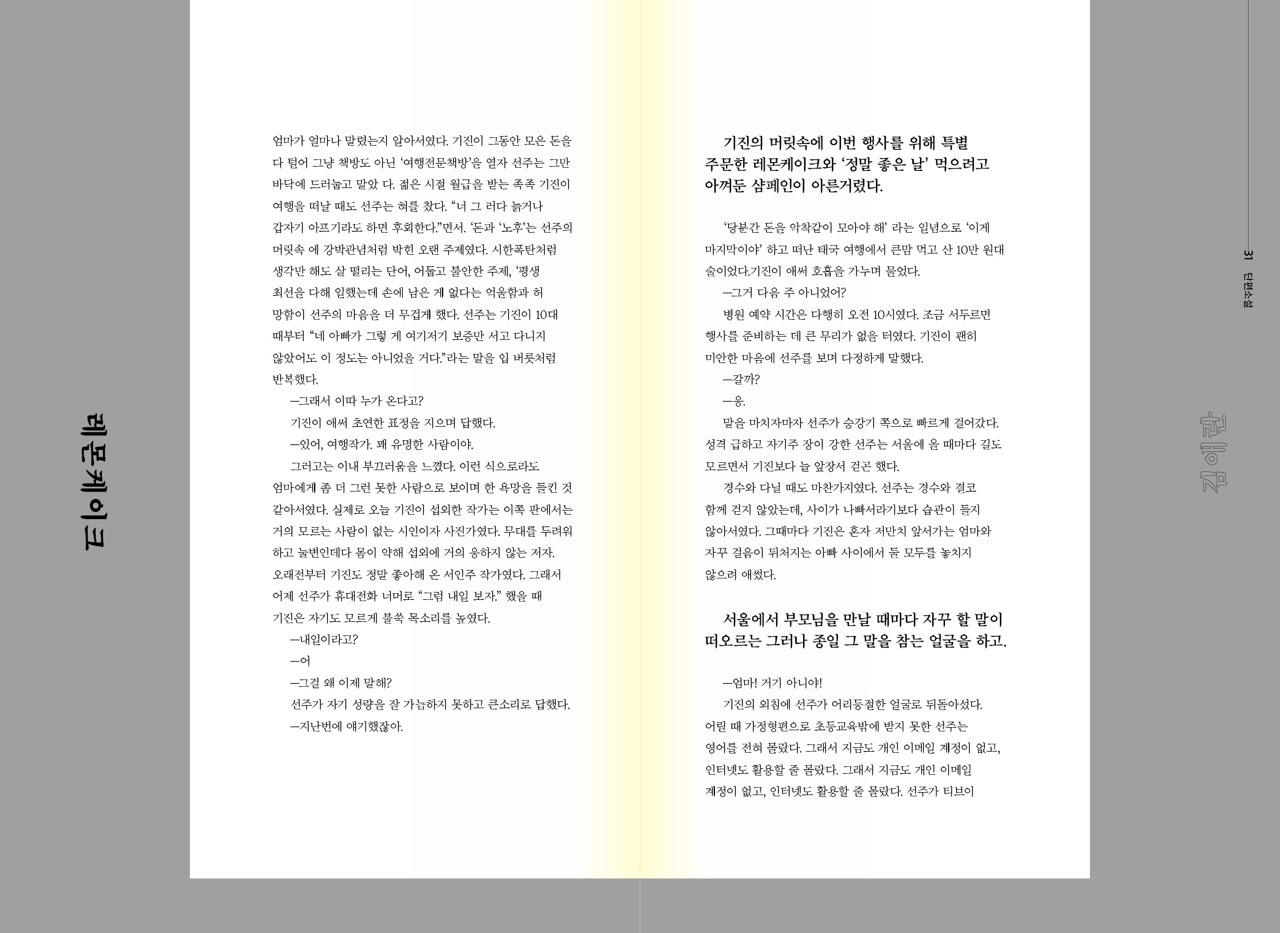 레몬케이크
엄마가 얼마나 말렸는지 알아서였다. 기진이 그동안 모은 돈을
다 털어 그냥 책방도 아닌 ‘여행전문책방’을 열자 선주는 그만
바닥에 드러눕고 말았 다. 젊은 시절 월급을 받는 족족 기진이
여행을 떠날 때도 선주는 혀를 찼다. “너 그 러다 늙거나
갑자기 아프기라도 하면 후회한다.”면서. ‘돈과 ‘노후’는 선주의
머릿속 에 강박관념처럼 박힌 오랜 주제였다. 시한폭탄처럼
생각만 해도 살 떨리는 단어, 어둡고 불안한 주제, ‘평생
최선을 다해 일했는데 손에 남은 게 없다는 억울함과 허
망함이 선주의 마음을 더 무겁게 했다. 선주는 기진이 10대
때부터 “네 아빠가 그렇 게 여기저기 보증만 서고 다니지
않았어도 이 정도는 아니었을 거다.”라는 말을 입 버릇처럼
반복했다.
—그래서 이따 누가 온다고?
기진이 애써 초연한 표정을 지으며 답했다.
—있어, 여행작가. 꽤 유명한 사람이야.
그러고는 이내 부끄러움을 느꼈다. 이런 식으로라도
엄마에게 좀 더 그런 못한 사람으로 보이며 한 욕망을 들킨 것
같아서였다. 실제로 오늘 기진이 섭외한 작가는 이쪽 판에서는
거의 모르는 사람이 없는 시인이자 사진가였다. 무대를 두려워
하고 눌변인데다 몸이 약해 섭외에 거의 응하지 않는 저자.
오래전부터 기진도 정말 좋아해 온 서인주 작가였다. 그래서
어제 선주가 휴대전화 너머로 “그럼 내일 보자.” 했을 때
기진은 자기도 모르게 불쑥 목소리를 높였다.
—내일이라고?
—어
—그걸 왜 이제 말해?
선주가 자기 성량을 잘 가늠하지 못하고 큰소리로 답했다.
—지난번에 얘기했잖아.
기진의 머릿속에 이번 행사를 위해 특별
주문한 레몬케이크와 ‘정말 좋은 날’ 먹으려고
아껴둔 샴페인이 아른거렸다.
‘당분간 돈을 악착같이 모아야 해’ 라는 일념으로 ‘이게
마지막이야’ 하고 떠난 태국 여행에서 큰맘 먹고 산 10만 원대
술이었다.기진이 애써 호흡을 가누며 물었다.
—그거 다음 주 아니었어?
병원 예약 시간은 다행히 오전 10시였다. 조금 서두르면
행사를 준비하는 데 큰 무리가 없을 터였다. 기진이 괜히
미안한 마음에 선주를 보며 다정하게 말했다.
—갈까?
—응.
말을 마치자마자 선주가 승강기 쪽으로 빠르게 걸어갔다.
성격 급하고 자기주 장이 강한 선주는 서울에 올 때마다 길도
모르면서 기진보다 늘 앞장서 걷곤 했다.
경수와 다닐 때도 마찬가지였다. 선주는 경수와 결코
함께 걷지 않았는데, 사이가 나빠서라기보다 습관이 들지
않아서였다. 그때마다 기진은 혼자 저만치 앞서가는 엄마와
자꾸 걸음이 뒤처지는 아빠 사이에서 둘 모두를 놓치지
않으려 애썼다.
서울에서 부모님을 만날 때마다 자꾸 할 말이
떠오르는 그러나 종일 그 말을 참는 얼굴을 하고.
—엄마! 거기 아니야!
기진의 외침에 선주가 어리둥절한 얼굴로 뒤돌아섰다.
어릴 때 가정형편으로 초등교육밖에 받지 못한 선주는
영어를 전혀 몰랐다. 그래서 지금도 개인 이메일 계정이 없고,
인터넷도 활용할 줄 몰랐다. 그래서 지금도 개인 이메일
계정이 없고, 인터넷도 활용할 줄 몰랐다. 선주가 티브이
31 단편소설
김애란